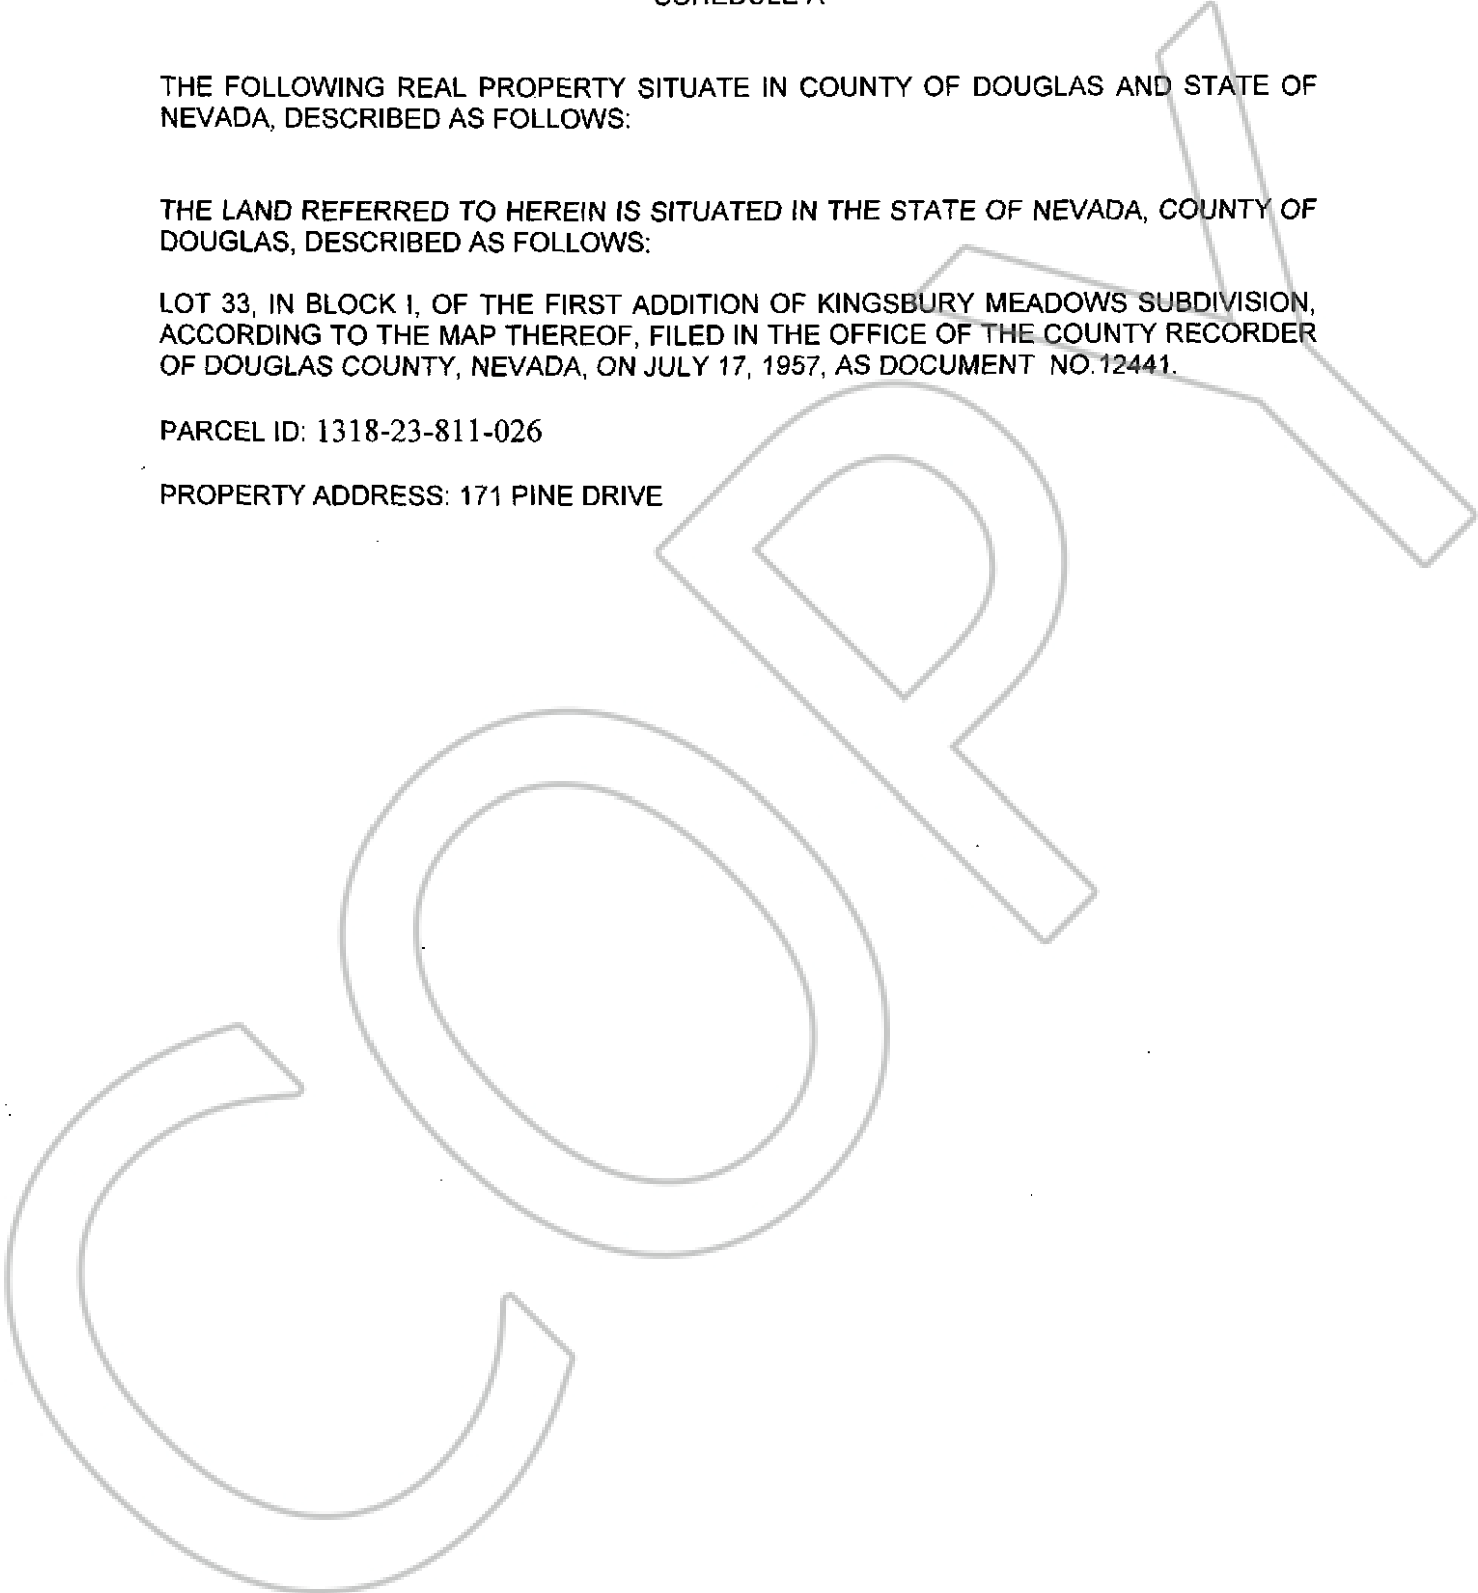 SCHEDULE A
THE FOLLOWING REAL PROPERTY SITUATE IN COUNTY OF DOUGLAS AND STATE OF
NEVADA, DESCRIBED AS FOLLOWS:
THE LAND REFERRED TO HEREIN IS SITUATED IN THE STATE OF NEVADA, COUNTY OF
DOUGLAS, DESCRIBED AS FOLLOWS:
LOT 33, IN BLOCK I, OF THE FIRST ADDITION OF KINGSBURY MEADOWS SUBDIVISION,
ACCORDING TO THE MAP THEREOF, FILED IN THE OFFICE OF THE COUNTY RECORDER
OF DOUGLAS COUNTY, NEVADA, ON JULY 17, 1957, AS DOCUMENT NO.12441.
PARCEL ID: 1318-23-811-026
PROPERTY ADDRESS: 171 PINE DRIVE
COPY